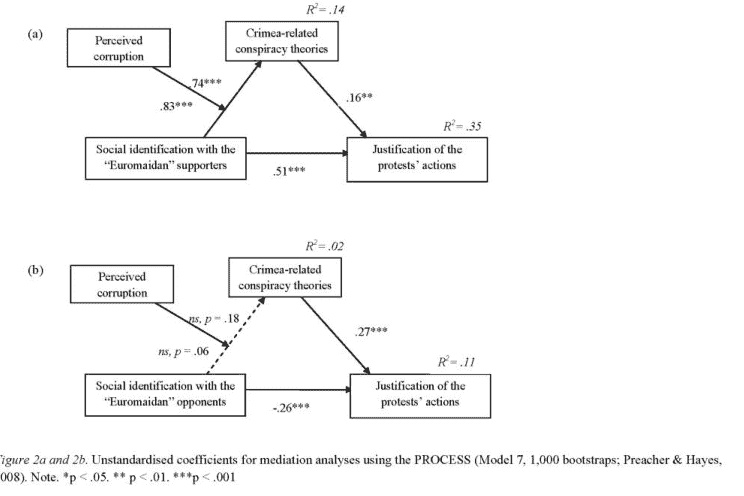 R²= .14
(a)
Perceived
corruption
Crimea-related
conspiracy theories
.74***
.83***
.16**
R²= .35
Social identification with the
“Euromaidan” supporters
Justification of the
protests’ actions
.51***
R²= .02
(b)
Perceived
corruption
Crimea-related
conspiracy theories
ns, p = .18
.27***
ns, p = .06
R²= .11
Social identification with the
“Euromaidan” opponents
Justification of the
protests’ actions
-.26***
igure 2a and 2b. Unstandardised coefficients for mediation analyses using the PROCESS (Model 7, 1,000 bootstraps; Preacher & Hayes,
008). Note. *p < .05. ** p < .01. ***p < .001